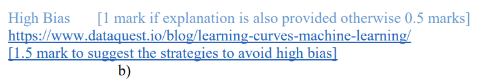 High Bias [1 mark if explanation is also provided otherwise 0.5 marks]
https://www.dataquest.io/blog/learning-curves-machine-learning/
[1.5 mark to suggest the strategies to avoid high bias]
b)